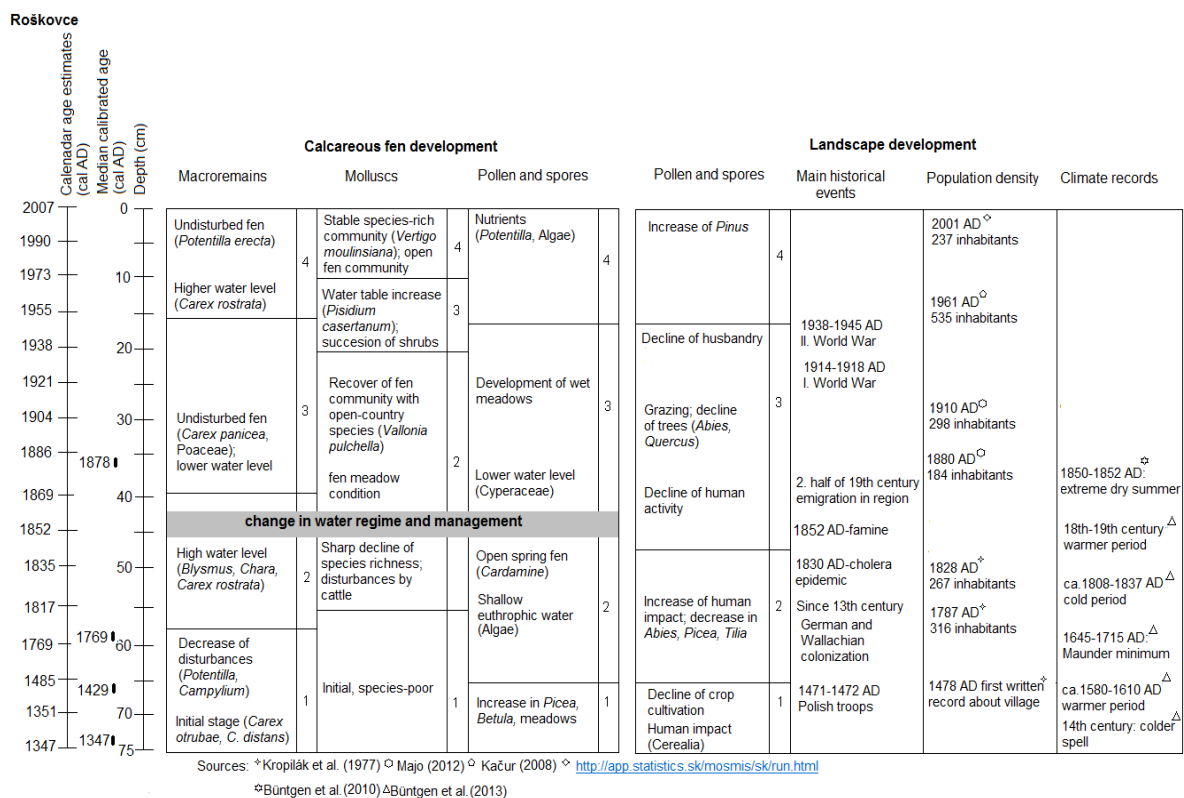 Roškovce
Calenadar age estimates
(cal AD)
Median calibrated age
(cal AD)
Depth (cm)
Calcareous fen development
Landscape development
Macroremains
Molluscs
Pollen and spores
Pollen and spores
Main historical
events
Population density
Climate records
2007
1990
1973
1955
1938
1921
1904
1886
1869
1852
1835
1817
1769
1485
1351
1347
1878
1769
1429
1347
0
10
20
30
40
50
60
70
75
Undisturbed fen
(Potentilla erecta)
Higher water level
(Carex rostrata)
4
Undisturbed fen
(Carex panicea,
Poaceae);
lower water level
3
High water level
(Blysmus, Chara,
Carex rostrata)
2
Decrease of
disturbances
(Potentilla,
Campylium)
Initial stage (Carex
otrubae, C. distans)
1
Stable species-rich
community (Vertigo
moulinsiana); open
fen community
4
Water table increase
(Pisidium
casertanum);
succesion of shrubs
3
Recover of fen
community with
open-country
species (Vallonia
pulchella)
fen meadow
condition
2
change in water regime and management
Sharp decline of
species richness;
disturbances by
cattle
Initial, species-poor
1
Nutrients
(Potentilla, Algae)
4
Development of wet
meadows
Lower water level
(Cyperaceae)
3
Open spring fen
(Cardamine)
Shallow
euthrophic water
(Algae)
2
Increase in Picea,
Betula, meadows
1
Increase of Pinus
4
Decline of husbandry
Grazing; decline
of trees (Abies,
Quercus)
Decline of human
activity
3
Increase of human
impact; decrease in
Abies, Picea, Tilia
2
Decline of crop
cultivation
Human impact
(Cerealia)
1
1938-1945 AD
II. World War
1914-1918 AD
I. World War
2. half of 19th century
emigration in region
1852 AD-famine
1830 AD-cholera
epidemic
Since 13th century
German and
Wallachian
colonization
1471-1472 AD
Polish troops
2001 AD
237 inhabitants
1961 AD
535 inhabitants
1910 AD
298 inhabitants
1880 AD
184 inhabitants
1828 AD
267 inhabitants
1787 AD
316 inhabitants
1478 AD first written
record about village
1850-1852 AD:
extreme dry summer
18th-19th century
warmer period
ca.1808-1837 AD
cold period
1645-1715 AD:
Maunder minimum
ca.1580-1610 AD
warmer period
14th century: colder
spell
Sources: Kropilák et al. (1977) Majo (2012) Kačur (2008) http://app.statistics.sk/mosmis/sk/run.html
Büntgen et al.(2010) Büntgen et al.(2013)